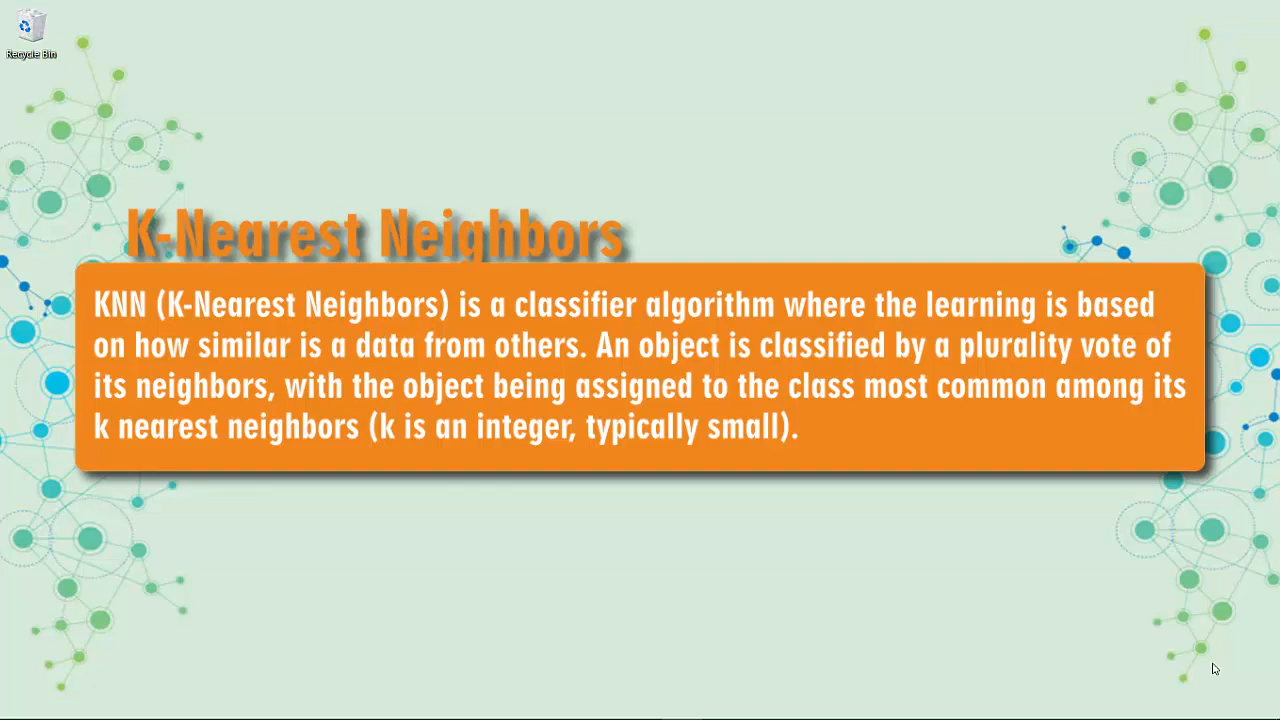 Recycle Bin
K-Nearest Neighbors
KNN (K-Nearest Neighbors) is a classifier algorithm where the learning is based
on how similar is a data from others. An object is classified by a plurality vote of
its neighbors, with the object being assigned to the class most common among its
k nearest neighbors (k is an integer, typically small).